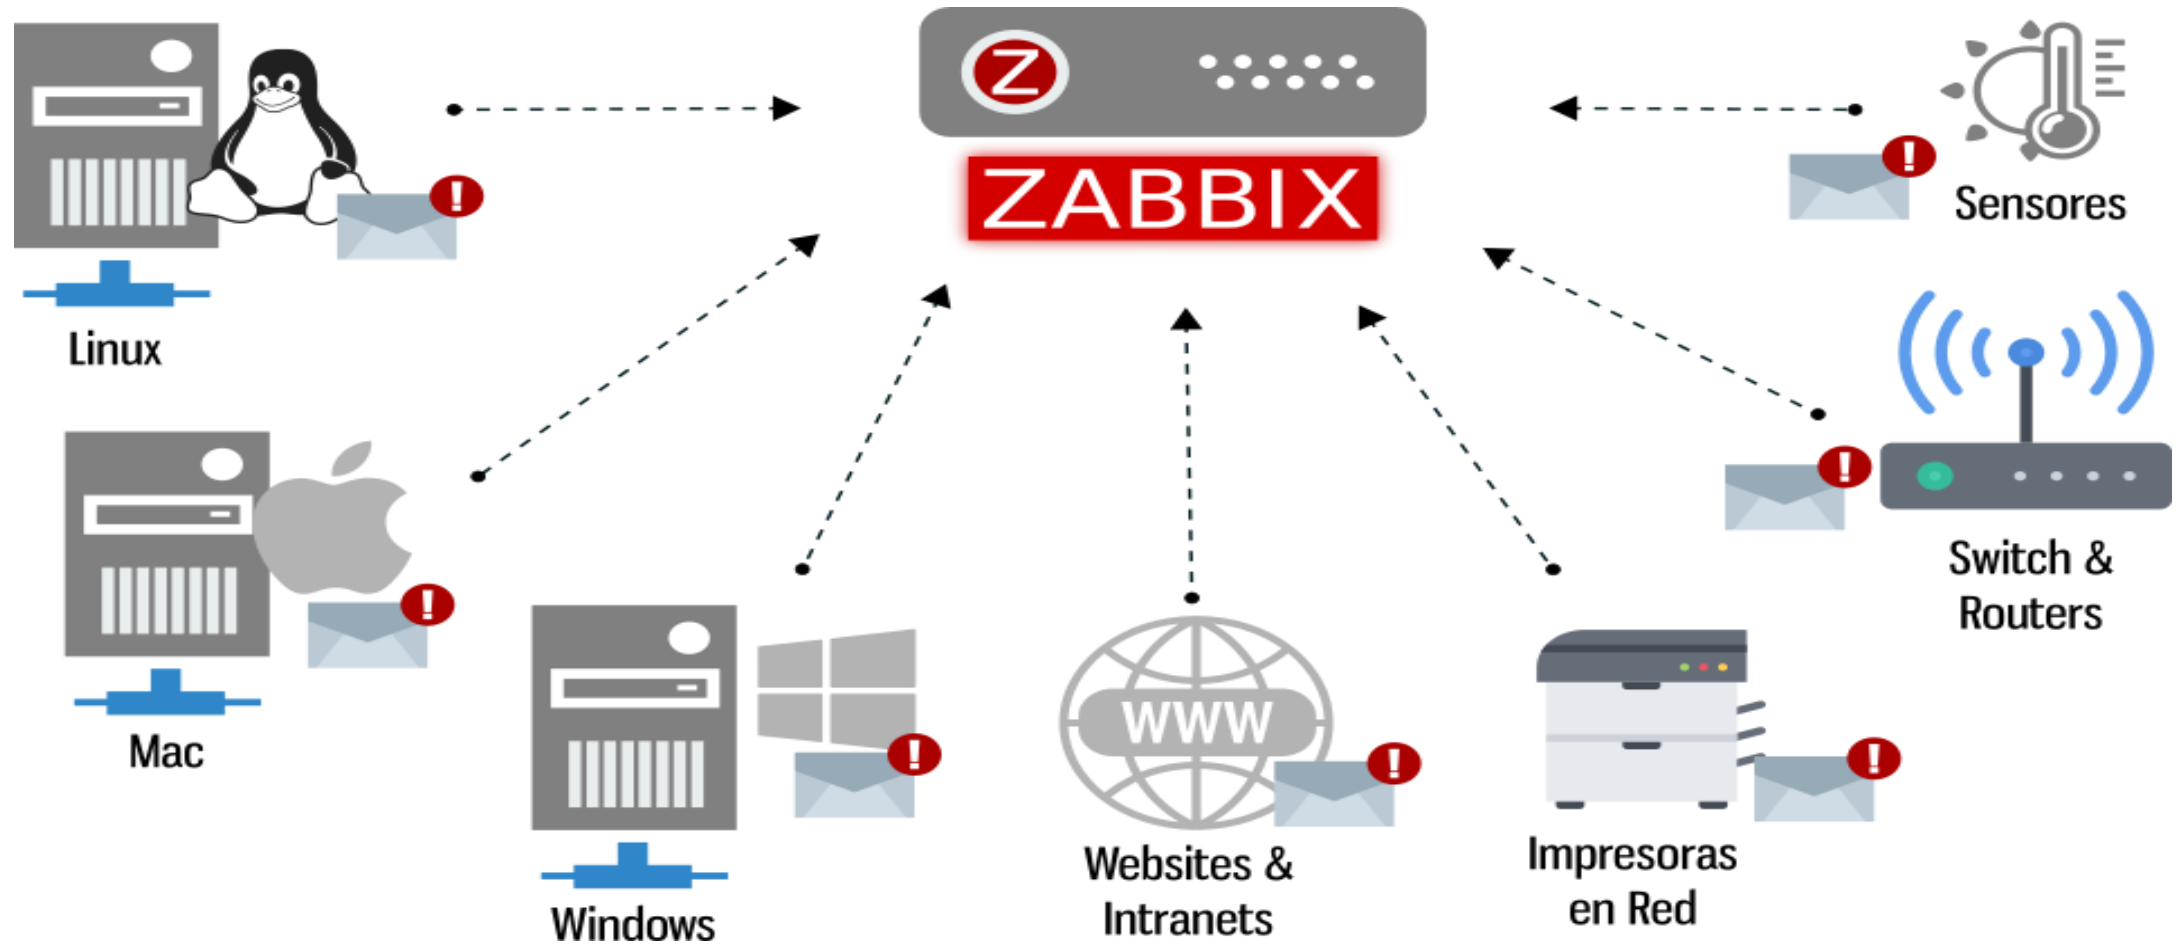 Z
ZABBIX
!
Linux
!
Mac
!
Windows
!
WWW
Websites &
Intranets
!
Impresoras
en Red
!
Switch &
Routers
!
Sensores
!